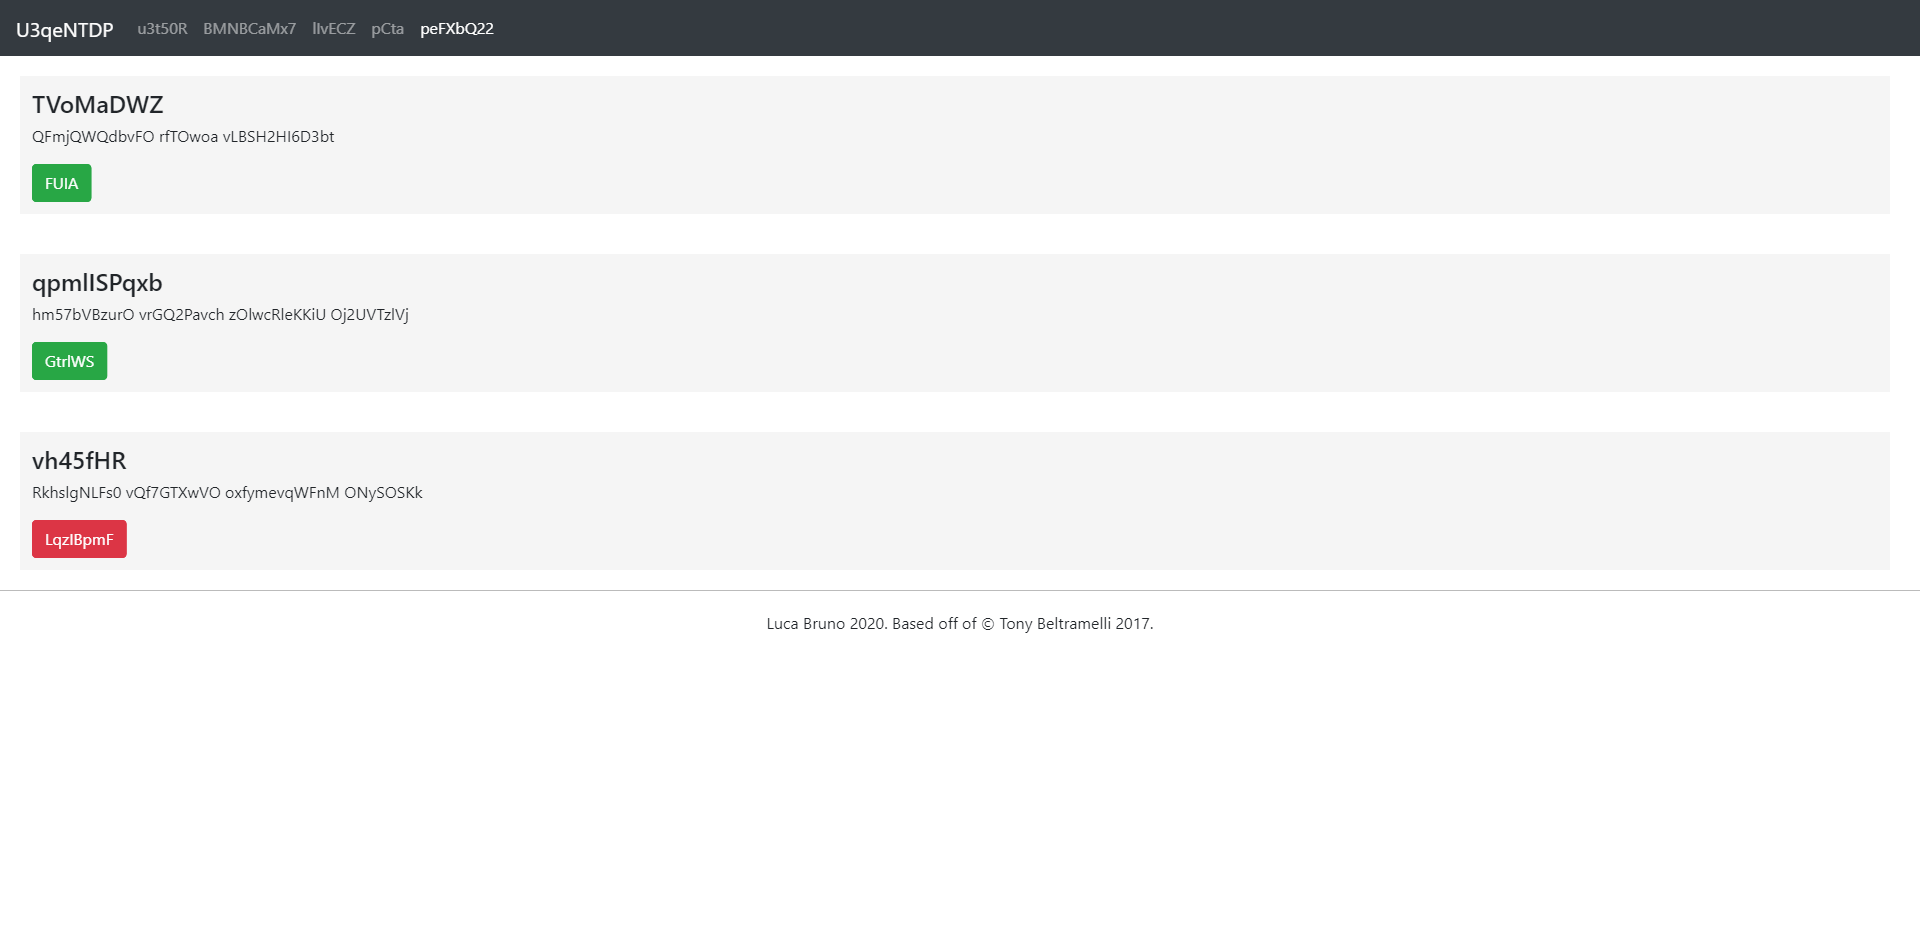 U3qeNTDP u3t50R BMNBCaMx7 llvECZ pCta peFXbQ22
TVoMaDWZ
QFmjQWQdbvFO rfTOwoa vLBSH2HI6D3bt
FUIA
qpmlISPqxb
hm57bVBzurO vrGQ2Pavch zOlwcRleKKiU Oj2UVTzlVj
GtrlWS
vh45fHR
RkhslgNLFs0 vQf7GTXwVO oxfymevqWFnM ONySOSKk
LqzIBpmF
Luca Bruno 2020. Based off of © Tony Beltramelli 2017.